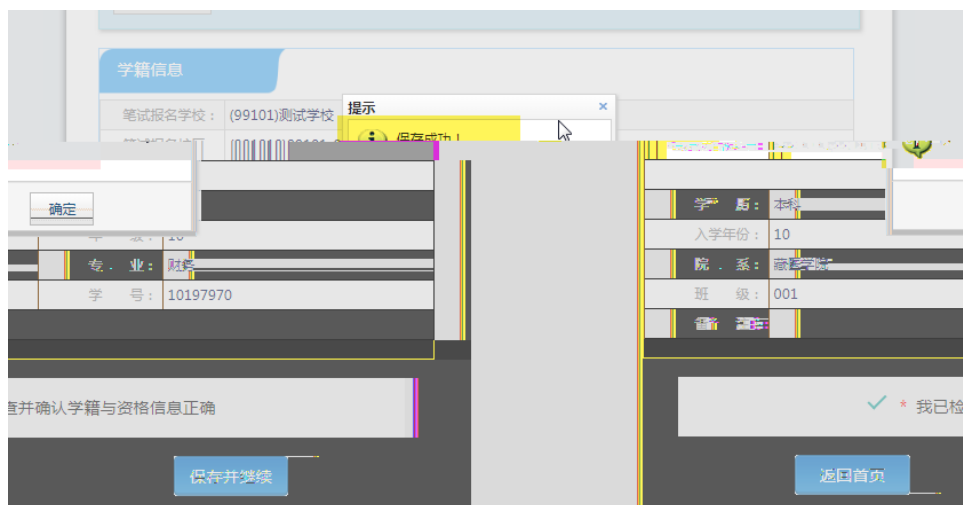 学籍信息
笔试报名学校： (99101)测试学校
提示
保存成功！
确定
学 历： 本科
入学年份： 10
专 业：
院 系：
学 号： 10197970
班 级： 001
查并确认学籍与资格信息正确
* 我已检
保存并继续
返回首页